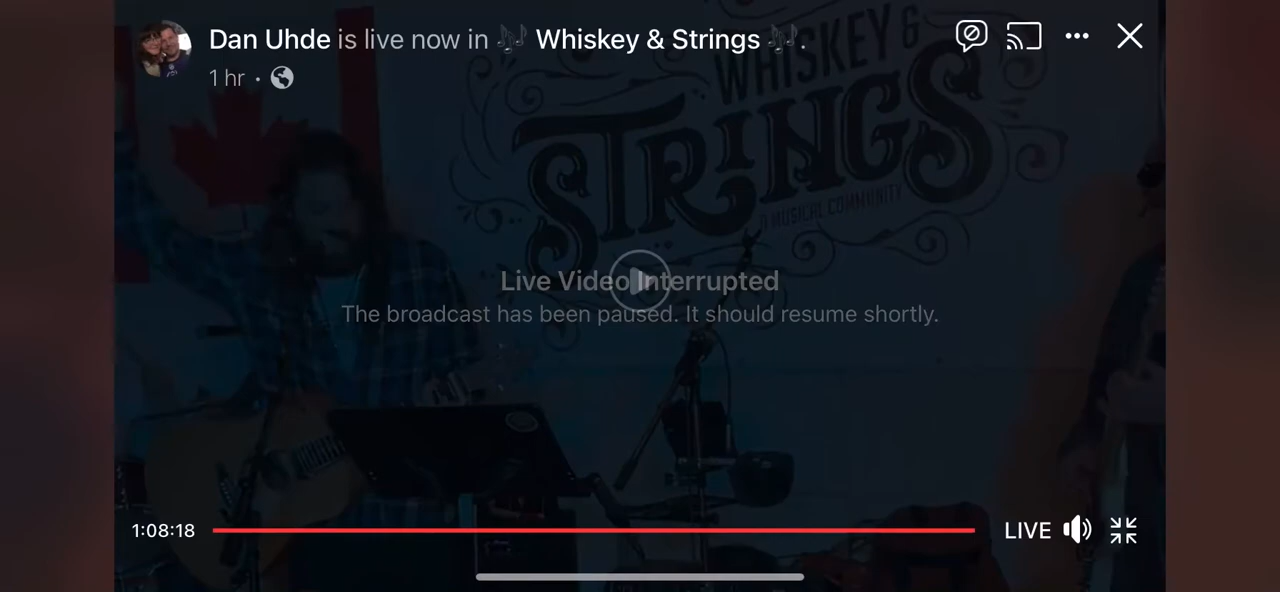 Dan Uhde is live now in 🎶 Whiskey & Strings 🎶.
1 hr ·
WHISKEY &
STRINGS
A MUSICAL COMMUNITY
Live Video Interrupted
The broadcast has been paused. It should resume shortly.
1:08:18
LIVE